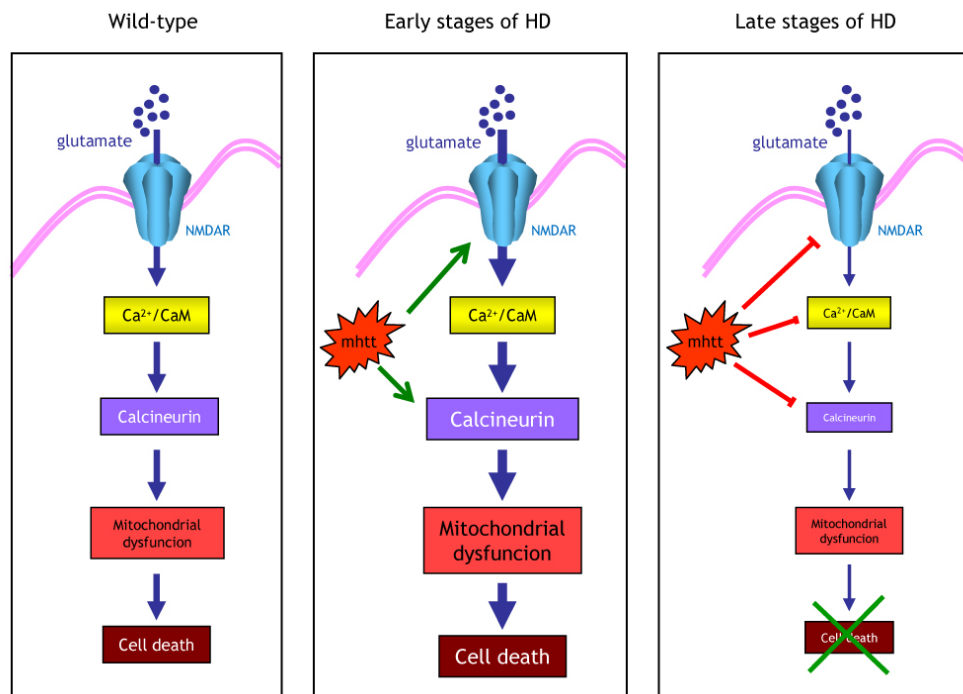 Wild-type
glutamate
NMDAR
Ca²⁺/CaM
Calcineurin
Mitochondrial
dysfuncion
Cell death
Early stages of HD
glutamate
NMDAR
mhtt
Ca²⁺/CaM
Calcineurin
Mitochondrial
dysfuncion
Cell death
Late stages of HD
glutamate
NMDAR
mhtt
Ca²⁺/CaM
Calcineurin
Mitochondrial
dysfuncion
Cell death